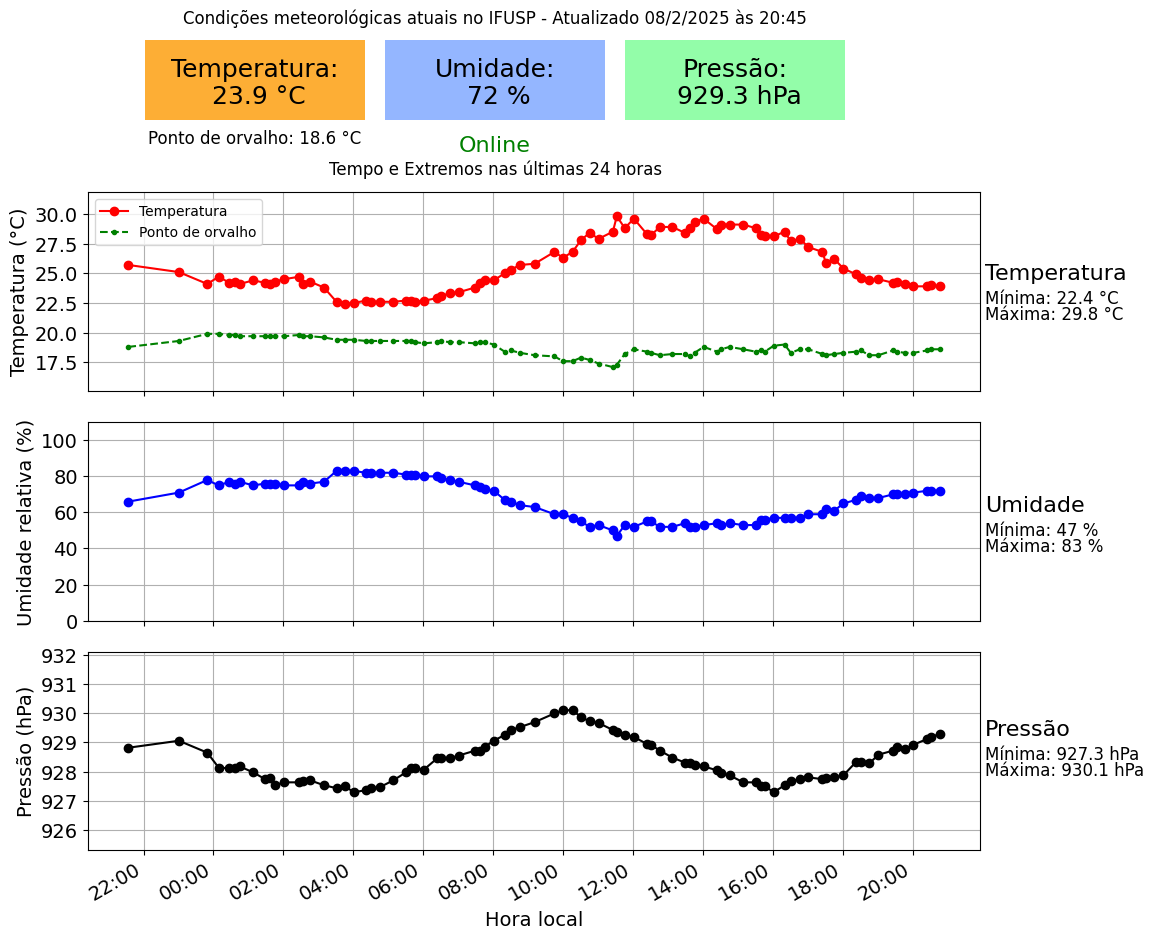 Condições meteorológicas atuais no IFUSP - Atualizado 08/2/2025 às 20:45
Temperatura:
23.9 °C
Umidade:
72 %
Pressão:
929.3 hPa
Ponto de orvalho: 18.6 °C
Online
Tempo e Extremos nas últimas 24 horas
Temperatura (°C)
30.0
27.5
25.0
22.5
20.0
17.5
Temperatura
Ponto de orvalho
Temperatura
Mínima: 22.4 °C
Máxima: 29.8 °C
Umidade relativa (%)
100
80
60
40
20
0
Umidade
Mínima: 47 %
Máxima: 83 %
Pressão (hPa)
932
931
930
929
928
927
926
Pressão
Mínima: 927.3 hPa
Máxima: 930.1 hPa
22:00 00:00 02:00 04:00 06:00 08:00 10:00 12:00 14:00 16:00 18:00 20:00
Hora local